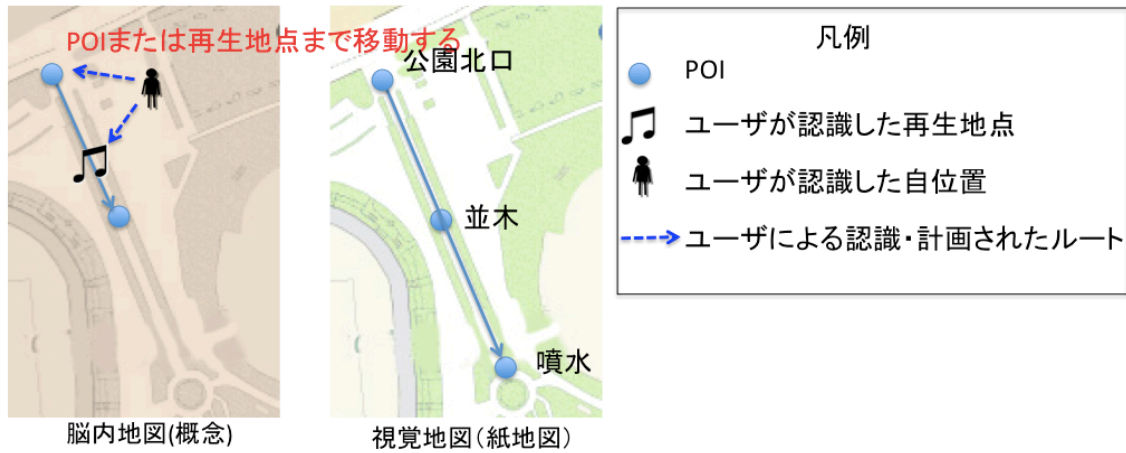 POIまたは再生地点まで移動する
公園北口
並木
噴水
脳内地図(概念)
視覚地図（紙地図）
凡例
POI
ユーザが認識した再生地点
ユーザが認識した自位置
ユーザによる認識・計画されたルート